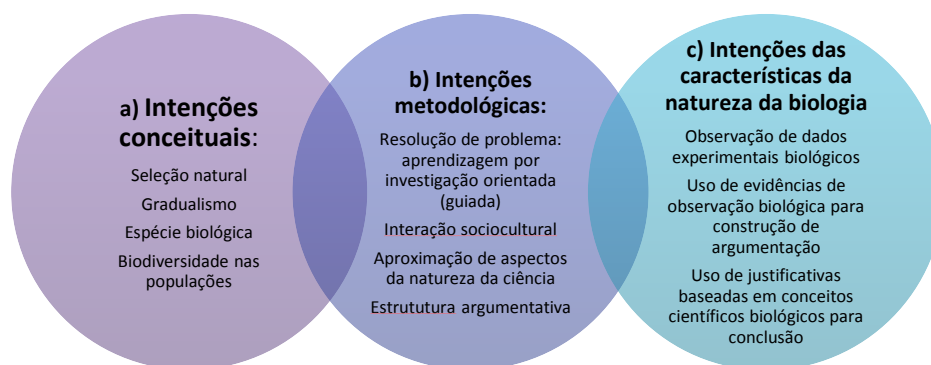 a) Intenções
conceituais:
Seleção natural
Gradualismo
Espécie biológica
Biodiversidade nas
populações
b) Intenções
metodológicas:
Resolução de problema:
aprendizagem por
investigação orientada
(guiada)
Interação sociocultural
Aproximação de aspectos
da natureza da ciência
Estrututura argumentativa
c) Intenções das
características da
natureza da biologia
Observação de dados
experimentais biológicos
Uso de evidências de
observação biológica para
construção de
argumentação
Uso de justificativas
baseadas em conceitos
científicos biológicos para
conclusão